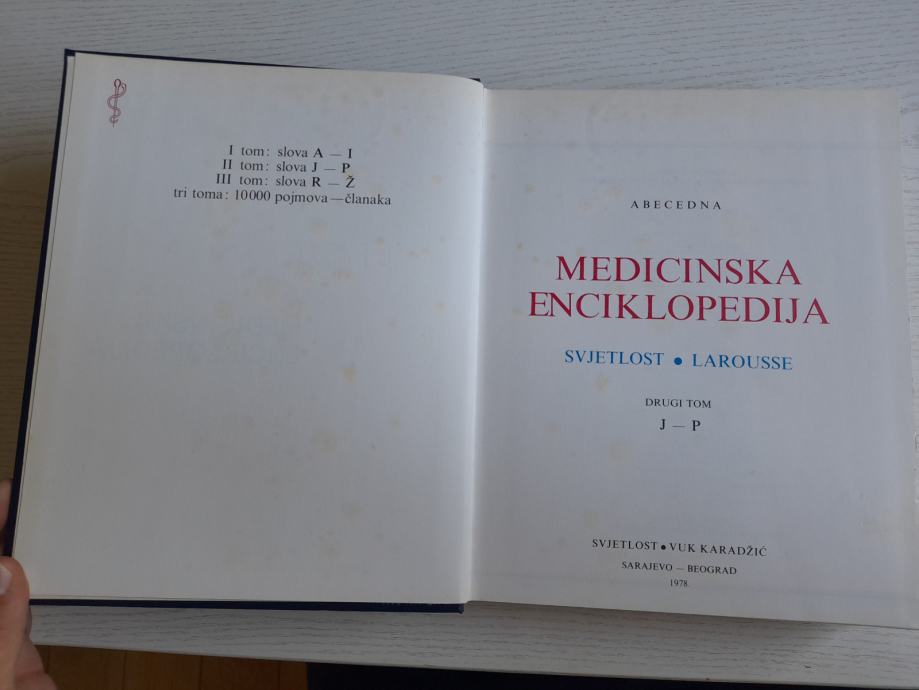 I tom: slova A — I
II tom: slova J — P
III tom: slova R — Ž
tri toma: 10000 pojmova—članaka
ABECEDNA
MEDICINSKA
ENCIKLOPEDIJA
SVJETLOST ● LAROUSSE
DRUGI TOM
J — P
SVJETLOST ● VUK KARADŽIĆ
SARAJEVO — BEOGRAD
1978.